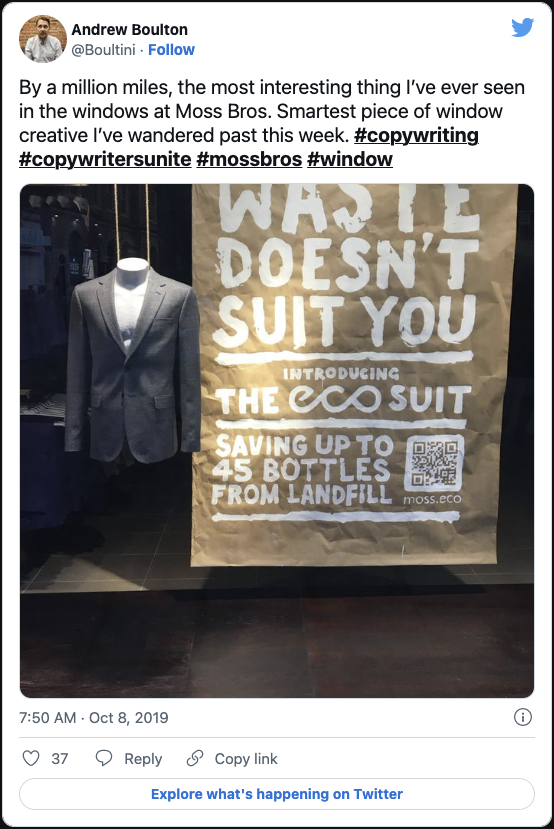 Andrew Boulton
@Boultini · Follow
By a million miles, the most interesting thing I've ever seen
in the windows at Moss Bros. Smartest piece of window
creative I've wandered past this week. #copywriting
#copywritersunite #mossbros #window
WASTE
DOESN'T
SUIT YOU
INTRODUCING
THE eco SUIT
SAVING UP TO
45 BOTTLES
FROM LANDFILL
moss.eco
7:50 AM · Oct 8, 2019
37 Reply Copy link
Explore what's happening on Twitter